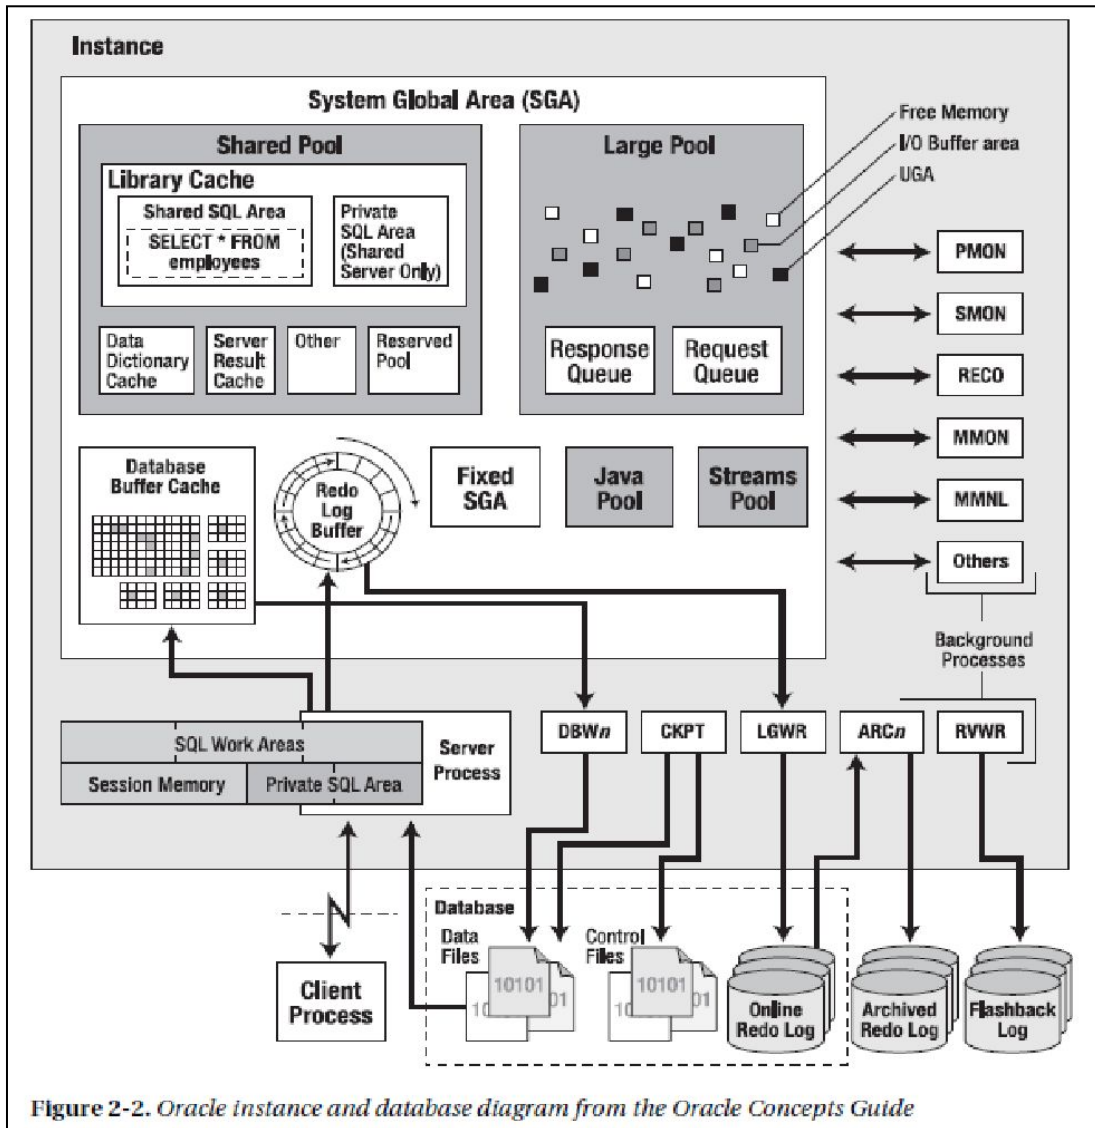 Instance
System Global Area (SGA)
Shared Pool
Library Cache
Shared SQL Area
SELECT * FROM
employees
Private
SQL Area
(Shared
Server Only)
Data
Dictionary
Cache
Server
Result
Cache
Other
Reserved
Pool
Large Pool
Response
Queue
Request
Queue
Free Memory
I/O Buffer area
UGA
PMON
SMON
RECO
MMON
MMNL
Others
Background
Processes
Database
Buffer Cache
Redo
Log
Buffer
Fixed
SGA
Java
Pool
Streams
Pool
SQL Work Areas
Session Memory
Private SQL Area
Server
Process
DBWn
CKPT
LGWR
ARCn
RVWR
Client
Process
Database
Data
Files
10101
10
01
Control
Files
10101
10
01
Online
Redo Log
Archived
Redo Log
Flashback
Log
Figure 2-2. Oracle instance and database diagram from the Oracle Concepts Guide